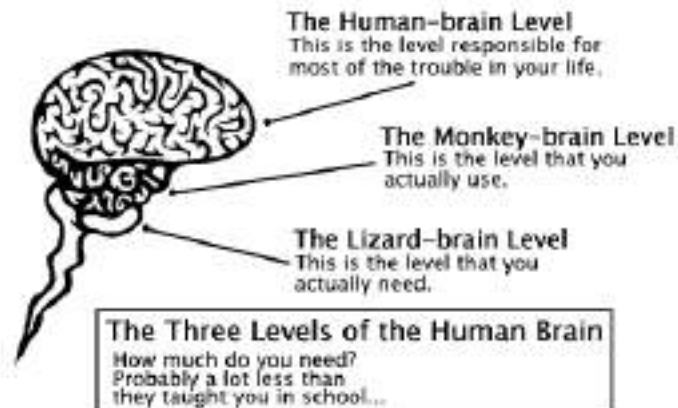 The Human-brain Level
This is the level responsible for
most of the trouble in your life.
The Monkey-brain Level
This is the level that you
actually use.
The Lizard-brain Level
This is the level that you
actually need.
The Three Levels of the Human Brain
How much do you need?
Probably a lot less than
they taught you in school...